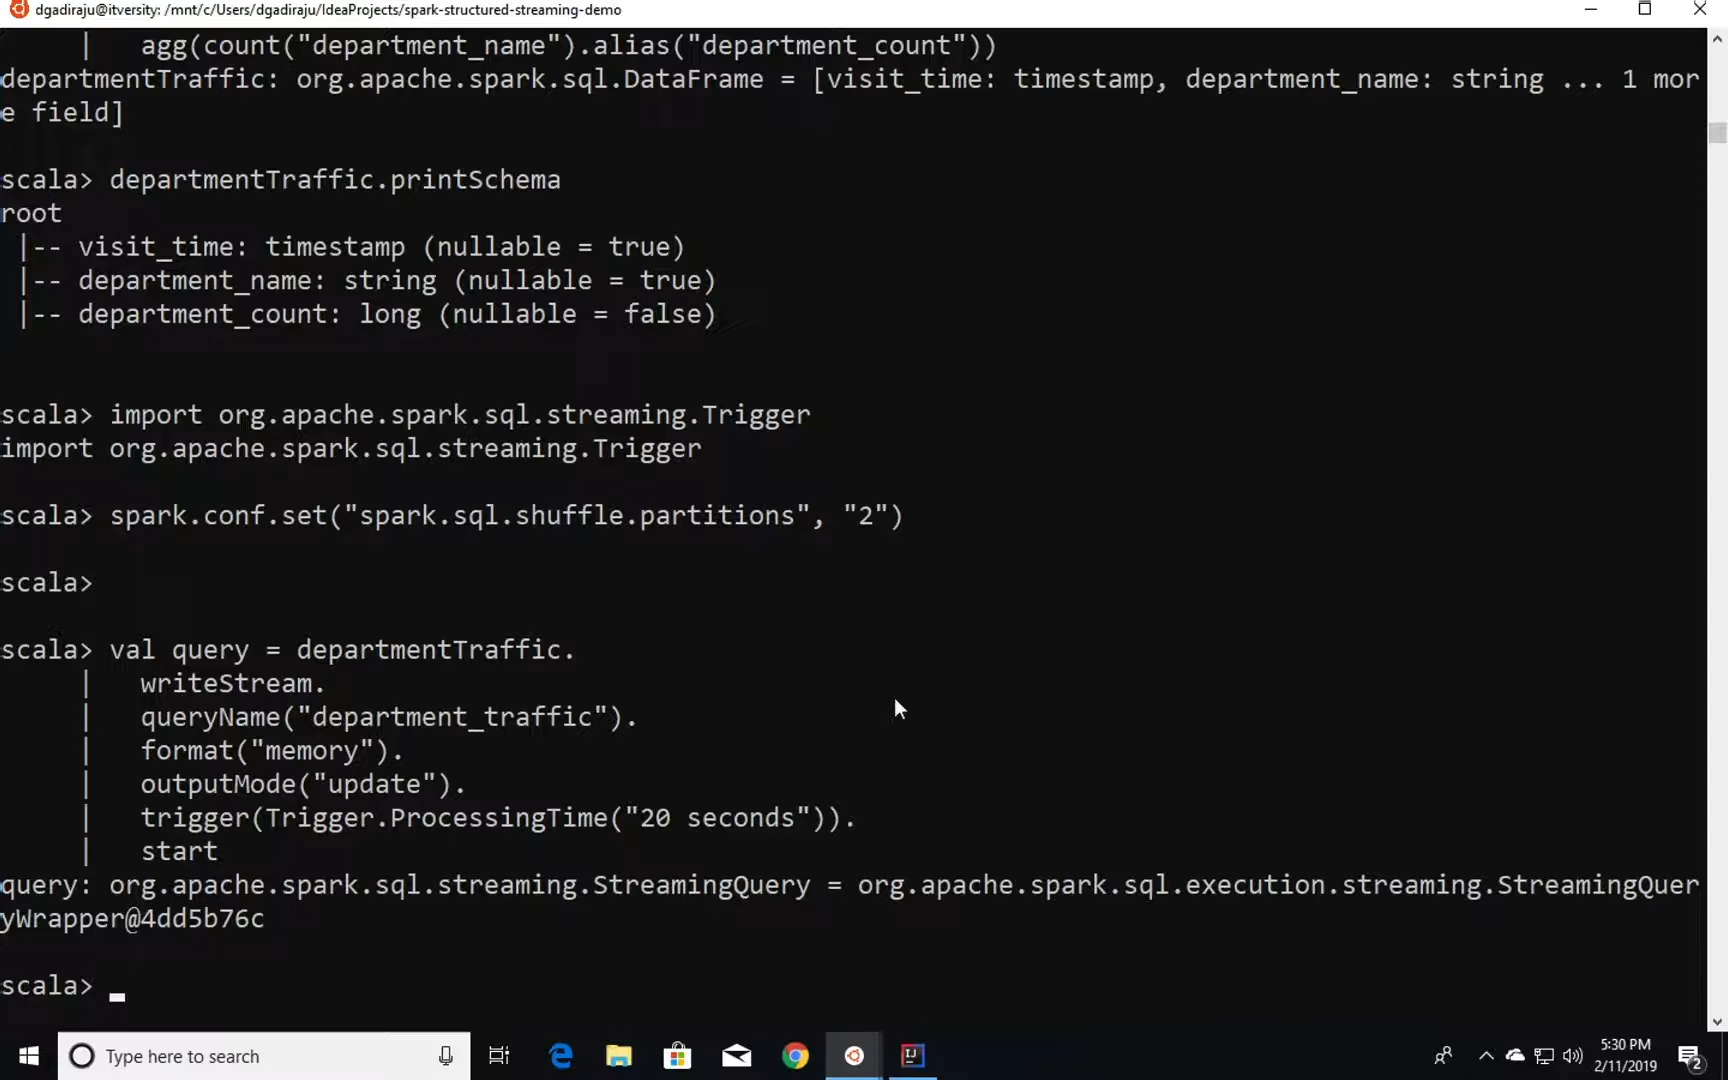 dgadiraju@itversity: /mnt/c/Users/dgadiraju/IdeaProjects/spark-structured-streaming-demo
     |   agg(count("department_name").alias("department_count"))
departmentTraffic: org.apache.spark.sql.DataFrame = [visit_time: timestamp, department_name: string ... 1 mor
e field]
scala> departmentTraffic.printSchema
root
 |-- visit_time: timestamp (nullable = true)
 |-- department_name: string (nullable = true)
 |-- department_count: long (nullable = false)
scala> import org.apache.spark.sql.streaming.Trigger
import org.apache.spark.sql.streaming.Trigger
scala> spark.conf.set("spark.sql.shuffle.partitions", "2")
scala>
scala> val query = departmentTraffic.
     |   writeStream.
     |   queryName("department_traffic").
     |   format("memory").
     |   outputMode("update").
     |   trigger(Trigger.ProcessingTime("20 seconds")).
     |   start
query: org.apache.spark.sql.streaming.StreamingQuery = org.apache.spark.sql.execution.streaming.StreamingQuer
yWrapper@4dd5b76c
scala> _
Type here to search
IJ
5:30 PM
2/11/2019
2